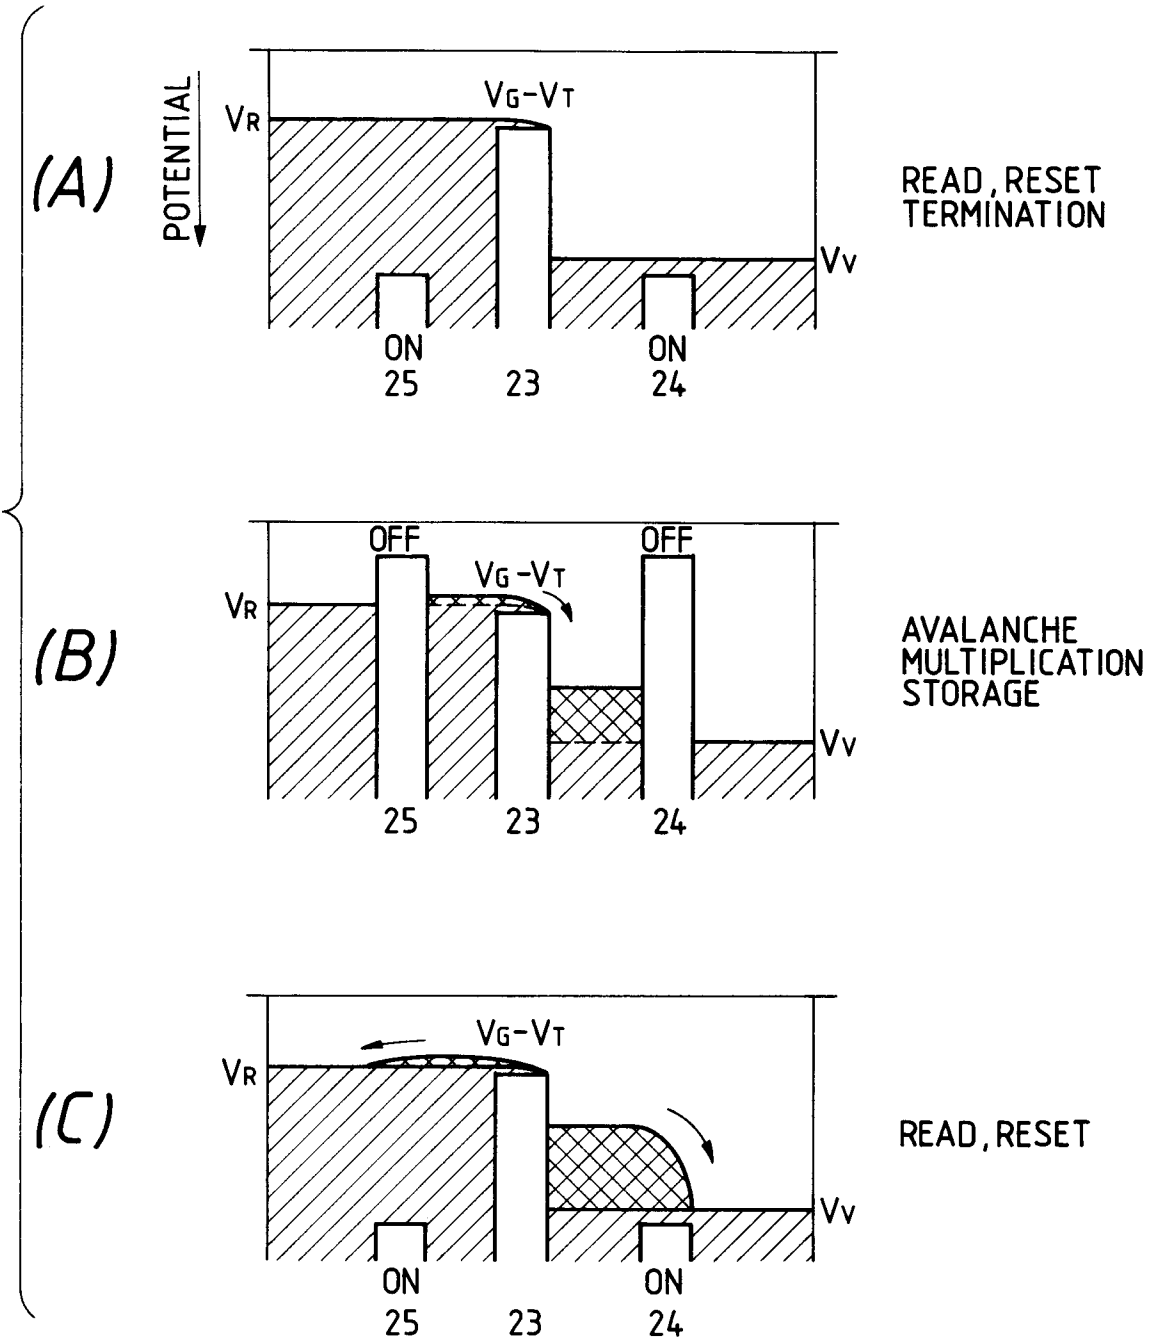 (A)
POTENTIAL
VG-VT
VR
VV
ON
25
23
ON
24
READ, RESET
TERMINATION
(B)
OFF
OFF
VG-VT
VR
VV
25
23
24
AVALANCHE
MULTIPLICATION
STORAGE
(C)
VG-VT
VR
VV
ON
25
23
ON
24
READ, RESET